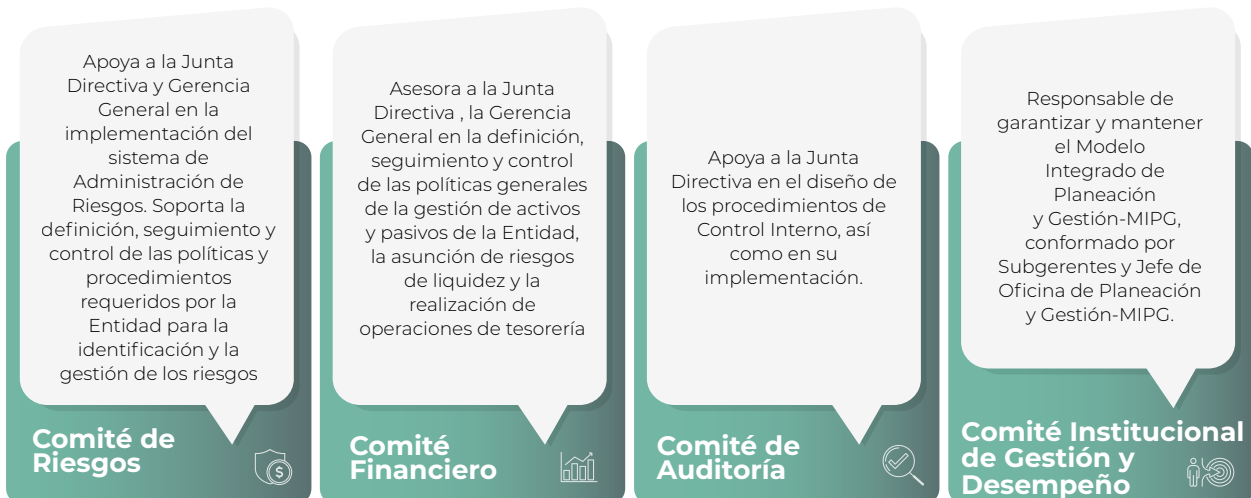 Apoya a la Junta
Directiva y Gerencia
General en la
implementación del
sistema de
Administración de
Riesgos. Soporta la
definición, seguimiento y
control de las políticas y
procedimientos
requeridos por la
Entidad para la
identificación y la
gestión de los riesgos
Comité de
Riesgos
Asesora a la Junta
Directiva , la Gerencia
General en la definición,
seguimiento y control
de las políticas generales
de la gestión de activos
y pasivos de la Entidad,
la asunción de riesgos
de liquidez y la
realización de
operaciones de tesorería
Comité
Financiero
Apoya a la Junta
Directiva en el diseño de
los procedimientos de
Control Interno, así
como en su
implementación.
Comité de
Auditoría
Responsable de
garantizar y mantener
el Modelo
Integrado de
Planeación
y Gestión-MIPG,
conformado por
Subgerentes y Jefe de
Oficina de Planeación
y Gestión-MIPG.
Comité Institucional
de Gestión y
Desempeño